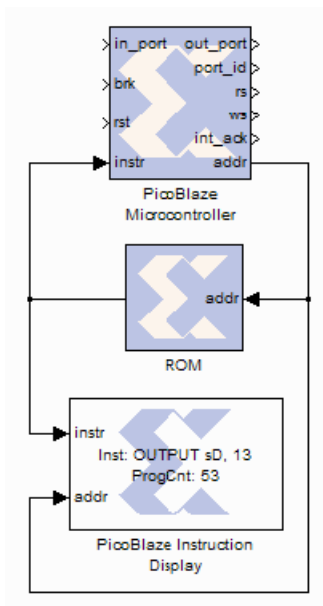 in_port out_port
port_id
brk
rs
ws
rst
int_ack
instr addr
PicoBlaze
Microcontroller
addr
ROM
instr
Inst: OUTPUT sD, 13
ProgCnt: 53
addr
PicoBlaze Instruction
Display